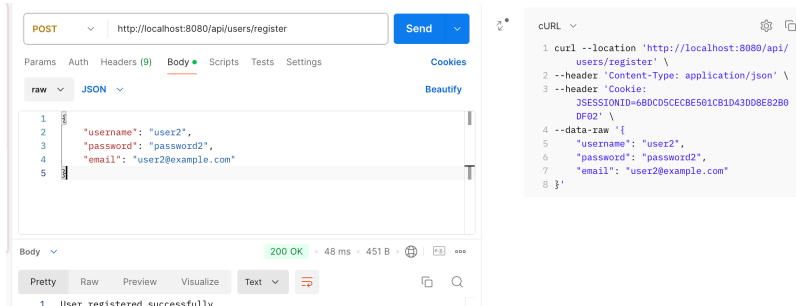 POST http://localhost:8080/api/users/register Send
Params Auth Headers (9) Body Scripts Tests Settings Cookies
raw JSON Beautify
1 {
2 "username": "user2",
3 "password": "password2",
4 "email": "user2@example.com"
5 }
Body 200 OK 48 ms 451 B
Pretty Raw Preview Visualize Text
1 User registered successfully
cURL
1 curl --location 'http://localhost:8080/api/
users/register' \
2 --header 'Content-Type: application/json' \
3 --header 'Cookie:
JSESSIONID=6BDCD5CECBE501CB1D43DD8E82B0
DF02' \
4 --data-raw '{
5 "username": "user2",
6 "password": "password2",
7 "email": "user2@example.com"
8 }'